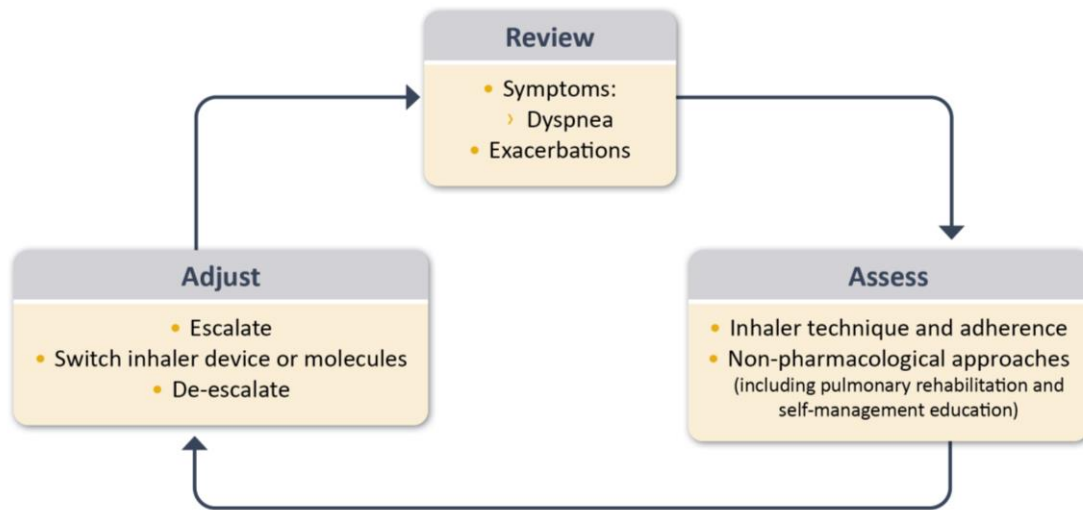 Review
• Symptoms:
› Dyspnea
• Exacerbations
Adjust
• Escalate
• Switch inhaler device or molecules
• De-escalate
Assess
• Inhaler technique and adherence
• Non-pharmacological approaches
(including pulmonary rehabilitation and
self-management education)